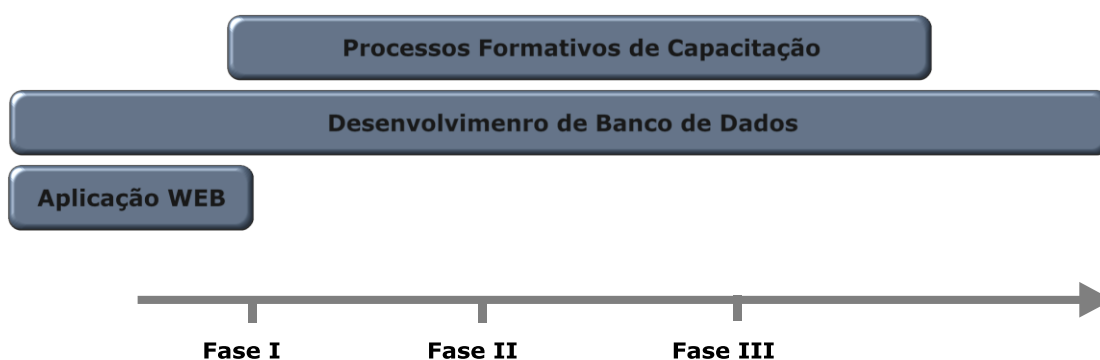 Processos Formativos de Capacitação
Desenvolvimenro de Banco de Dados
Aplicação WEB
Fase I
Fase II
Fase III